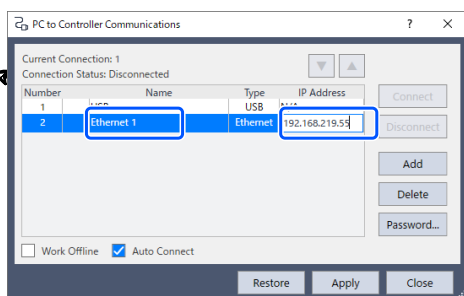 PC to Controller Communications ? ×
Current Connection: 1
Connection Status: Disconnected
Number Name Type IP Address
1 USB USB N/A
2 Ethernet 1 Ethernet 192.168.219.55
Connect
Disconnect
Add
Delete
Password...
Work Offline Auto Connect
Restore Apply Close